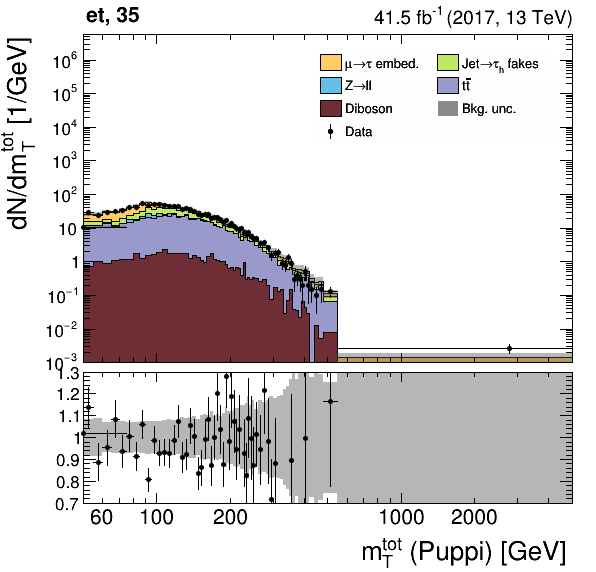 et, 35
41.5 fb⁻¹ (2017, 13 TeV)
dN/dm_T^tot [1/GeV]
μ→τ embed.
Jet→τ_h fakes
Z→ll
tt̄
Diboson
Bkg. unc.
Data
10⁶
10⁵
10⁴
10³
10²
10
1
10⁻¹
10⁻²
10⁻³
1.3
1.2
1.1
1
0.9
0.8
0.7
60 100 200 1000 2000
m_T^tot (Puppi) [GeV]